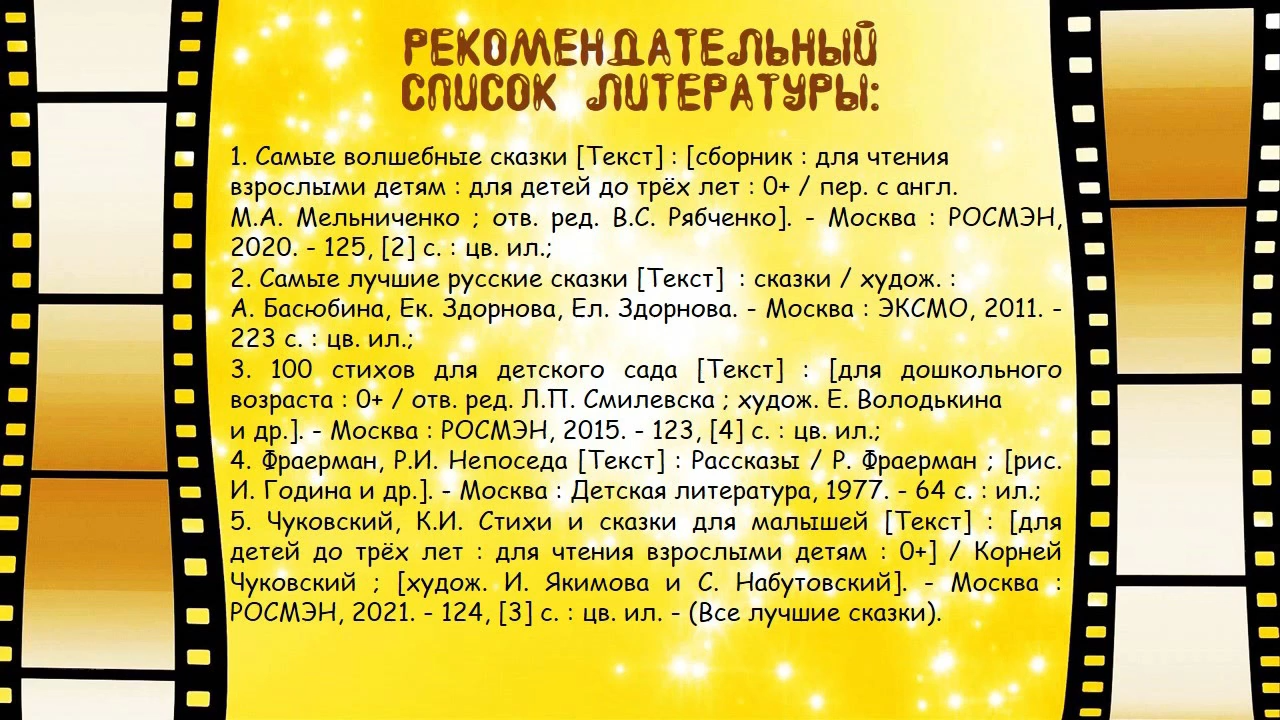 РЕКОМЕНДАТЕЛЬНЫЙ
СПИСОК ЛИТЕРАТУРЫ:
1. Самые волшебные сказки [Текст] : [сборник : для чтения
взрослыми детям : для детей до трёх лет : 0+ / пер. с англ.
М.А. Мельниченко ; отв. ред. В.С. Рябченко]. - Москва : РОСМЭН,
2020. - 125, [2] с. : цв. ил.;
2. Самые лучшие русские сказки [Текст] : сказки / худож. :
А. Басюбина, Ек. Здорнова, Ел. Здорнова. - Москва : ЭКСМО, 2011. -
223 с. : цв. ил.;
3. 100 стихов для детского сада [Текст] : [для дошкольного
возраста : 0+ / отв. ред. Л.П. Смилевска ; худож. Е. Володькина
и др.]. - Москва : РОСМЭН, 2015. - 123, [4] с. : цв. ил.;
4. Фраерман, Р.И. Непоседа [Текст] : Рассказы / Р. Фраерман ; [рис.
И. Година и др.]. - Москва : Детская литература, 1977. - 64 с. : ил.;
5. Чуковский, К.И. Стихи и сказки для малышей [Текст] : [для
детей до трёх лет : для чтения взрослыми детям : 0+] / Корней
Чуковский ; [худож. И. Якимова и С. Набутовский]. - Москва :
РОСМЭН, 2021. - 124, [3] с. : цв. ил. - (Все лучшие сказки).